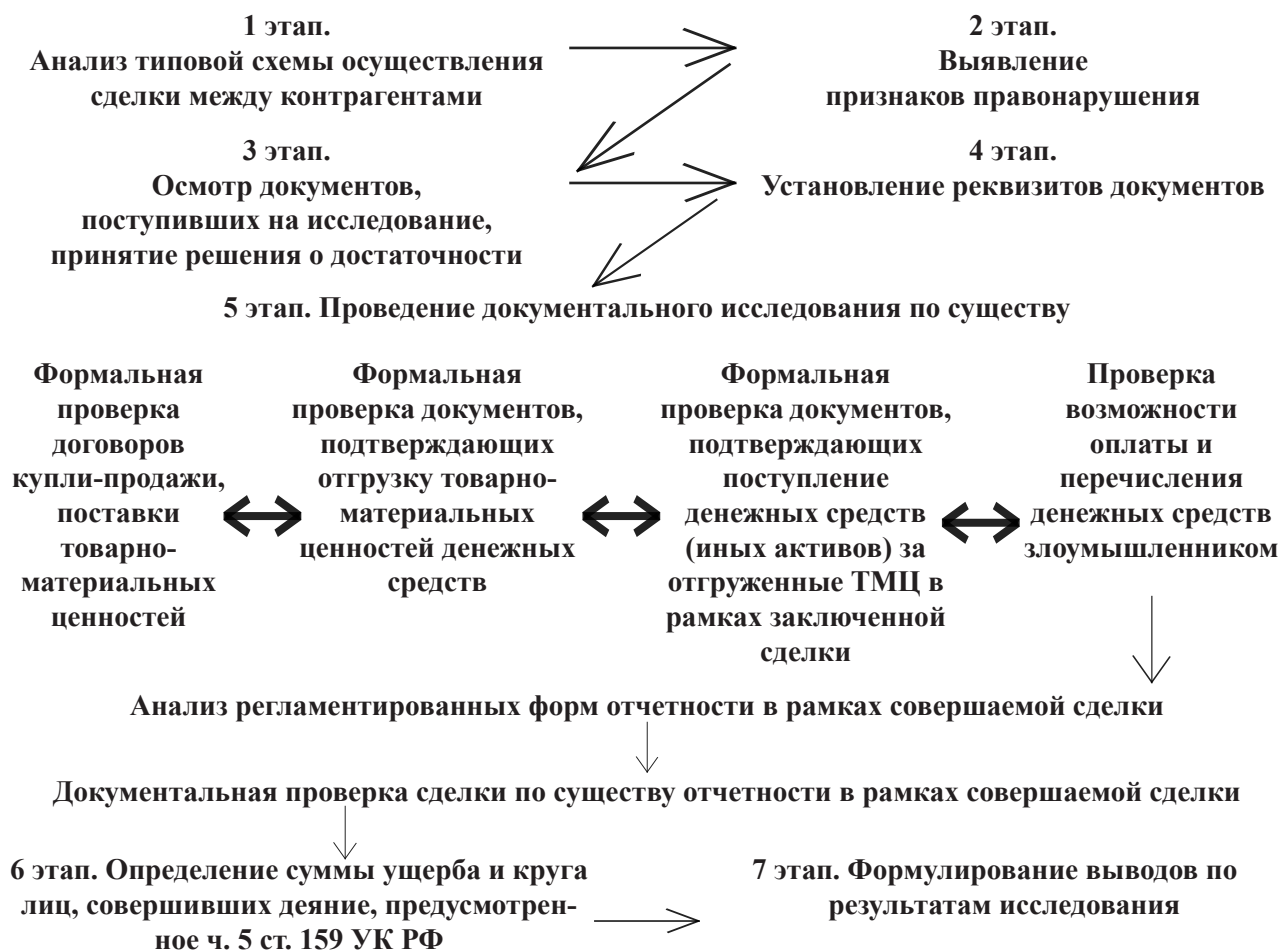 1 этап.
Анализ типовой схемы осуществления
сделки между контрагентами
2 этап.
Выявление
признаков правонарушения
3 этап.
Осмотр документов,
поступивших на исследование,
принятие решения о достаточности
4 этап.
Установление реквизитов документов
5 этап. Проведение документального исследования по существу
Формальная
проверка
договоров
купли-продажи,
поставки
товарно-
материальных
ценностей
Формальная
проверка документов,
подтверждающих
отгрузку товарно-
материальных
ценностей денежных
средств
Формальная
проверка документов,
подтверждающих
поступление
денежных средств
(иных активов) за
отгруженные ТМЦ в
рамках заключенной
сделки
Проверка
возможности
оплаты и
перечисления
денежных средств
злоумышленником
Анализ регламентированных форм отчетности в рамках совершаемой сделки
Документальная проверка сделки по существу отчетности в рамках совершаемой сделки
6 этап. Определение суммы ущерба и круга
лиц, совершивших деяние, предусмотрен-
ное ч. 5 ст. 159 УК РФ
7 этап. Формулирование выводов по
результатам исследования